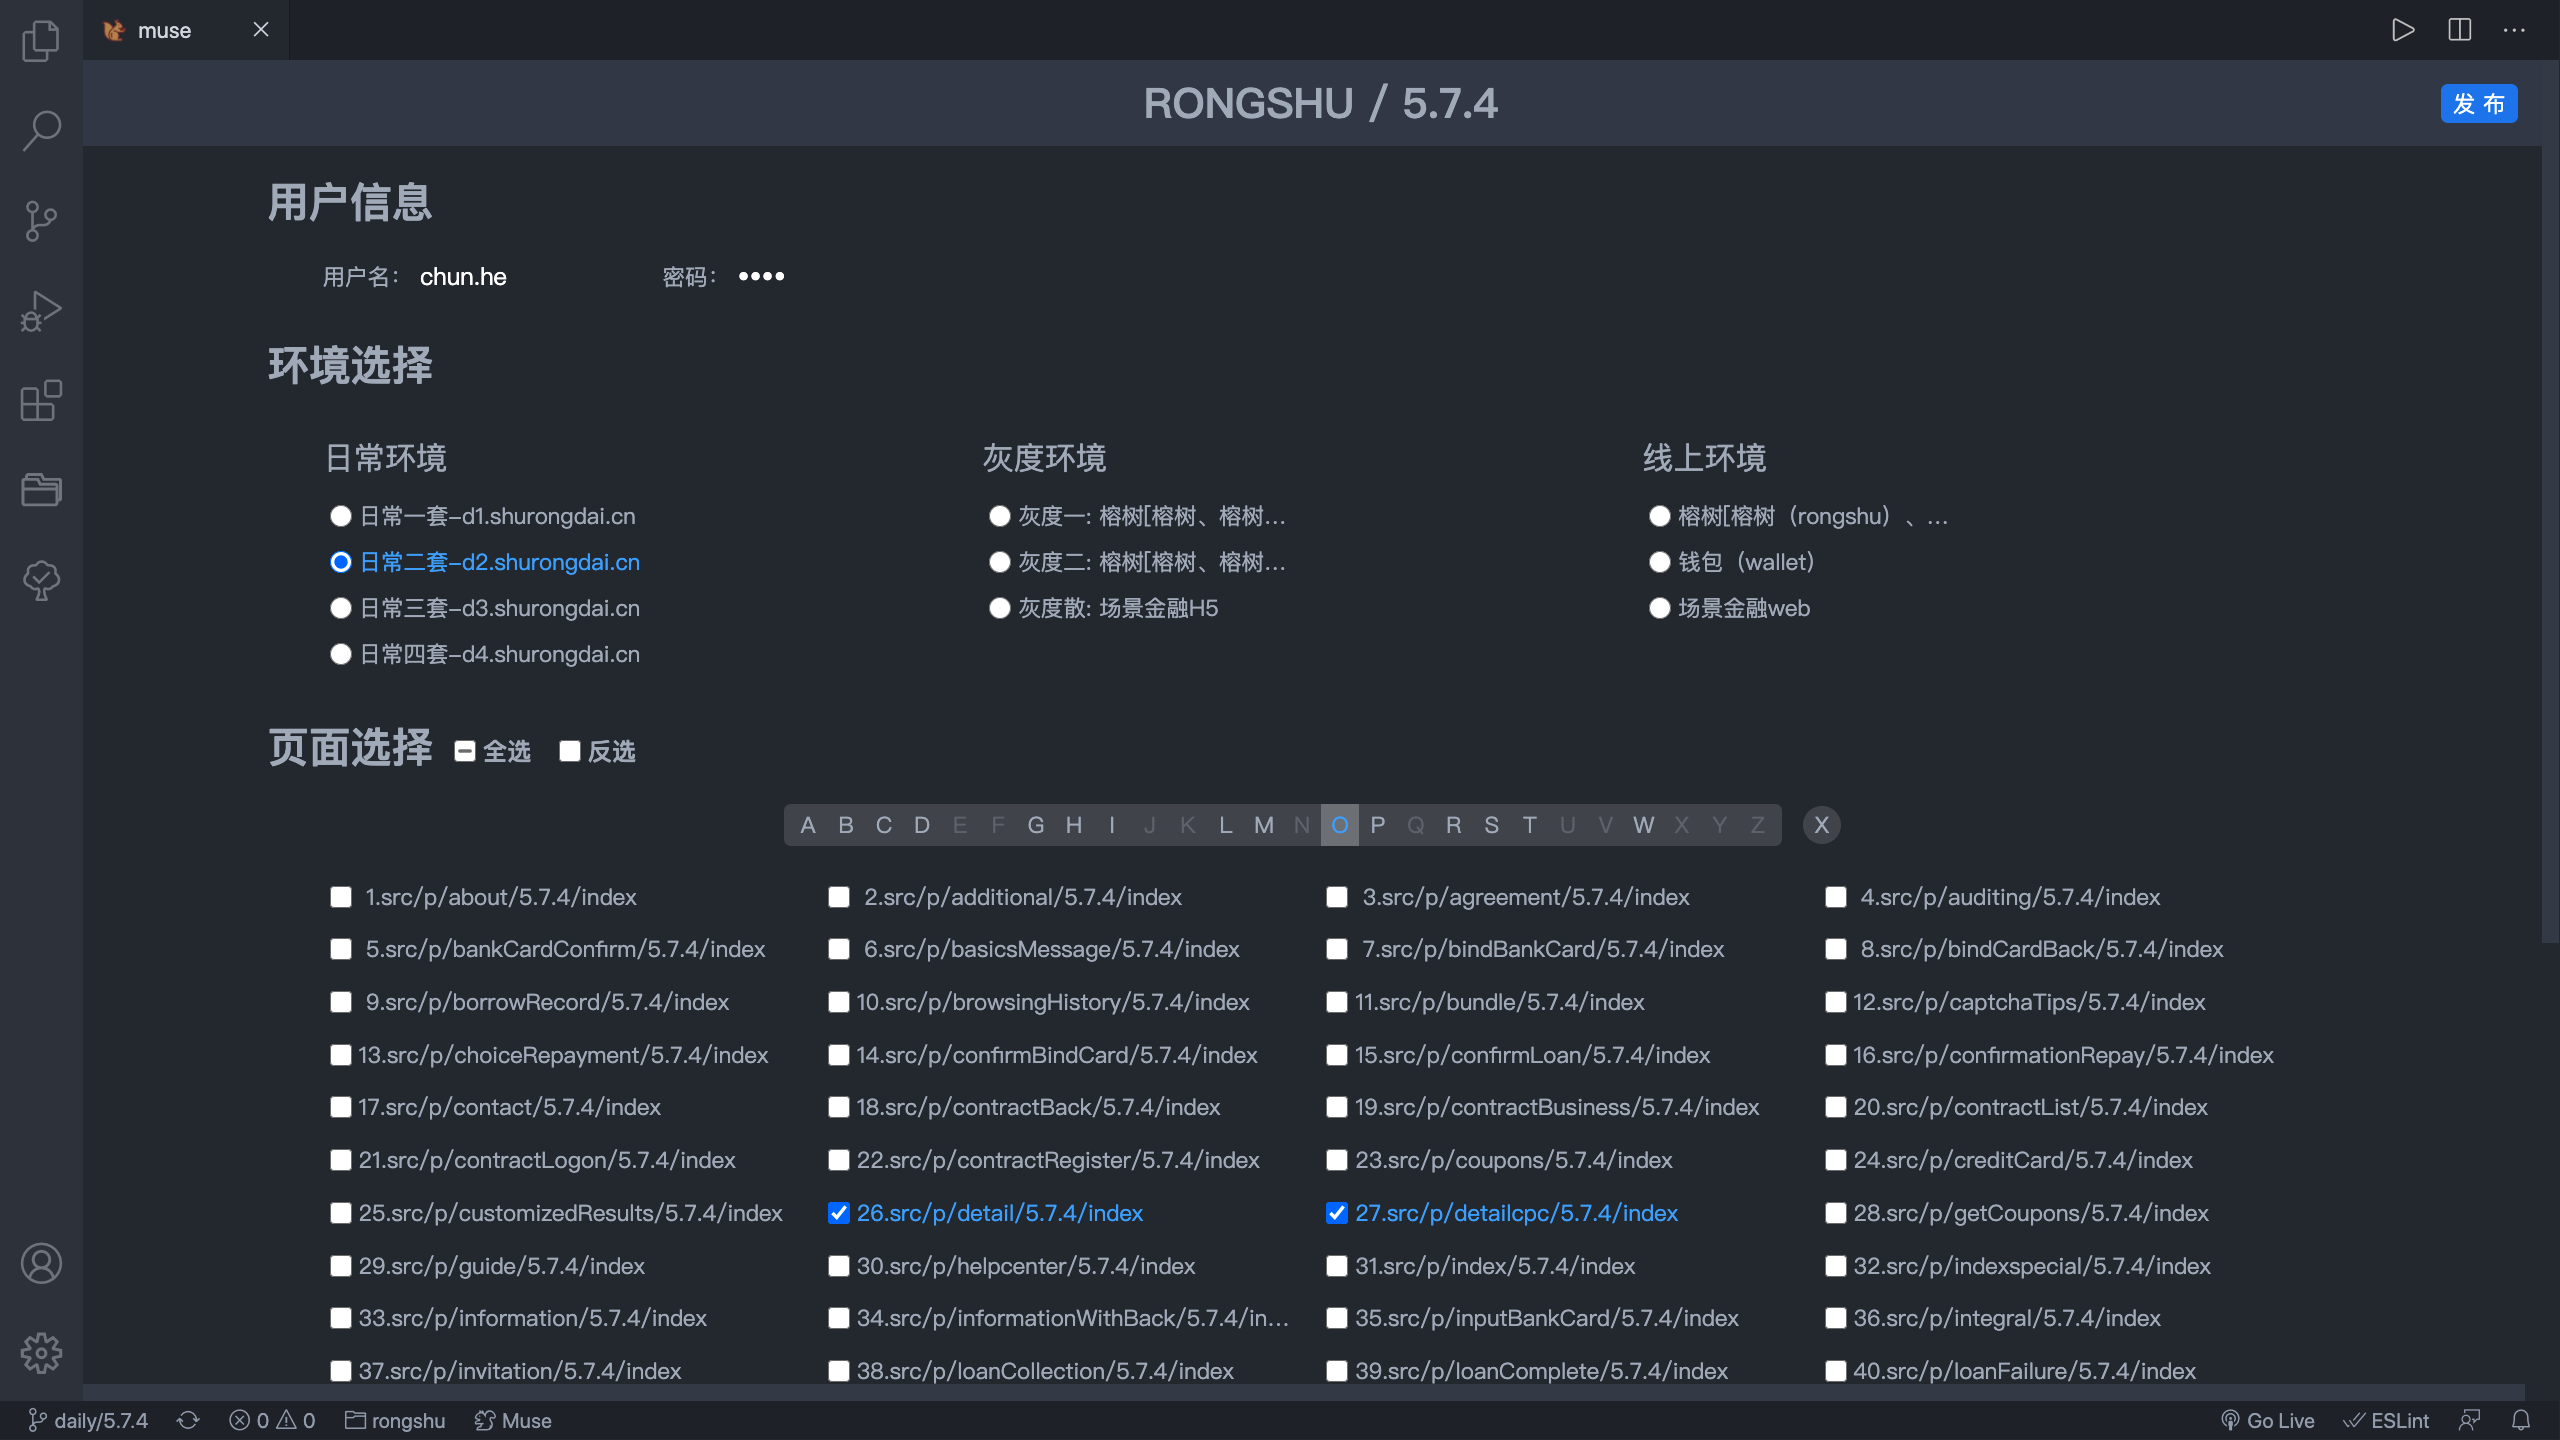 muse
RONGSHU / 5.7.4
发 布
用户信息
用户名： chun.he 密码： ••••
环境选择
日常环境 灰度环境 线上环境
日常一套-d1.shurongdai.cn 灰度一: 榕树[榕树、榕树... 榕树[榕树（rongshu）、...
日常二套-d2.shurongdai.cn 灰度二: 榕树[榕树、榕树... 钱包（wallet）
日常三套-d3.shurongdai.cn 灰度散: 场景金融H5 场景金融web
日常四套-d4.shurongdai.cn
页面选择 全选 反选
A B C D E F G H I J K L M N O P Q R S T U V W X Y Z X
1.src/p/about/5.7.4/index 2.src/p/additional/5.7.4/index 3.src/p/agreement/5.7.4/index 4.src/p/auditing/5.7.4/index
5.src/p/bankCardConfirm/5.7.4/index 6.src/p/basicsMessage/5.7.4/index 7.src/p/bindBankCard/5.7.4/index 8.src/p/bindCardBack/5.7.4/index
9.src/p/borrowRecord/5.7.4/index 10.src/p/browsingHistory/5.7.4/index 11.src/p/bundle/5.7.4/index 12.src/p/captchaTips/5.7.4/index
13.src/p/choiceRepayment/5.7.4/index 14.src/p/confirmBindCard/5.7.4/index 15.src/p/confirmLoan/5.7.4/index 16.src/p/confirmationRepay/5.7.4/index
17.src/p/contact/5.7.4/index 18.src/p/contractBack/5.7.4/index 19.src/p/contractBusiness/5.7.4/index 20.src/p/contractList/5.7.4/index
21.src/p/contractLogon/5.7.4/index 22.src/p/contractRegister/5.7.4/index 23.src/p/coupons/5.7.4/index 24.src/p/creditCard/5.7.4/index
25.src/p/customizedResults/5.7.4/index 26.src/p/detail/5.7.4/index 27.src/p/detailcpc/5.7.4/index 28.src/p/getCoupons/5.7.4/index
29.src/p/guide/5.7.4/index 30.src/p/helpcenter/5.7.4/index 31.src/p/index/5.7.4/index 32.src/p/indexspecial/5.7.4/index
33.src/p/information/5.7.4/index 34.src/p/informationWithBack/5.7.4/in... 35.src/p/inputBankCard/5.7.4/index 36.src/p/integral/5.7.4/index
37.src/p/invitation/5.7.4/index 38.src/p/loanCollection/5.7.4/index 39.src/p/loanComplete/5.7.4/index 40.src/p/loanFailure/5.7.4/index
daily/5.7.4 0 0 rongshu Muse Go Live ESLint